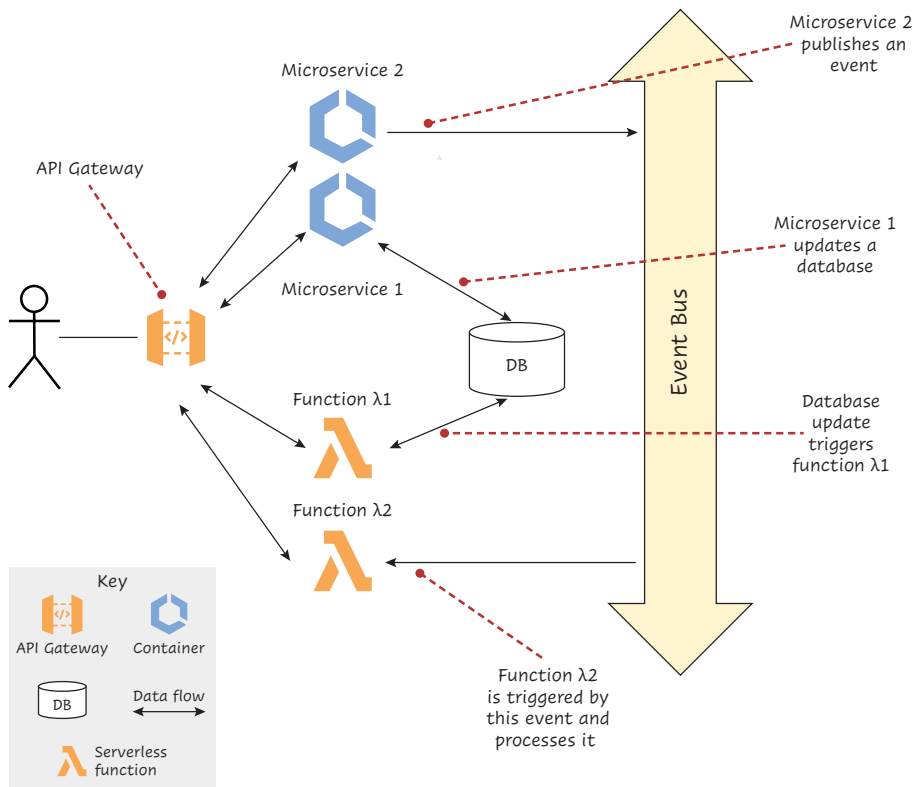 Microservice 2
publishes an
event
Microservice 2
API Gateway
Microservice 1
updates a
database
Microservice 1
Event Bus
DB
Function λ1
Database
update
triggers
function λ1
Function λ2
Key
API Gateway
Container
DB
Data flow
Serverless
function
Function λ2
is triggered by
this event and
processes it